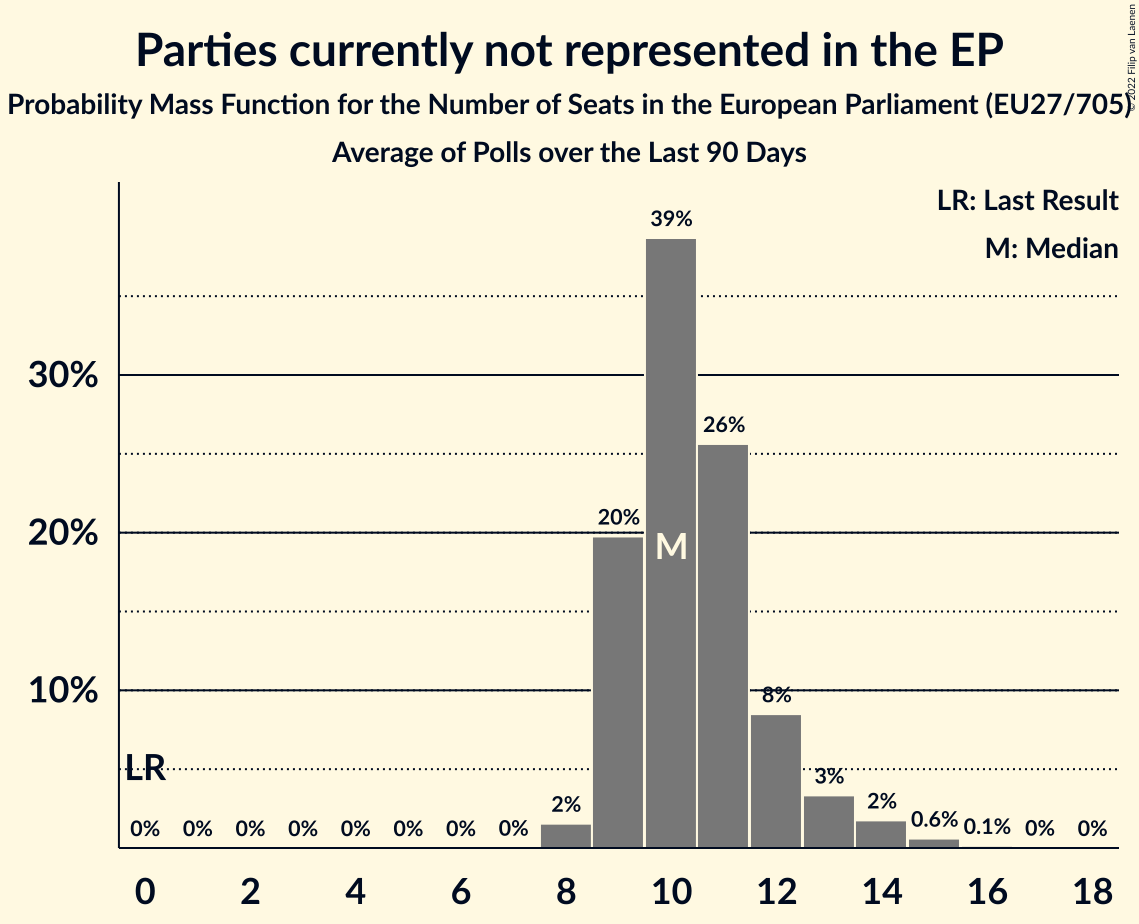 Parties currently not represented in the EP
Probability Mass Function for the Number of Seats in the European Parliament (EU27/705)
Average of Polls over the Last 90 Days
© 2022 Filip van Laenen
LR: Last Result
M: Median
39%
30%
26%
20%
20%
M
10%
8%
LR
3%
2%
2%
0.6%
0.1%
0% 0% 0% 0% 0% 0% 0% 0% 0% 0%
0 2 4 6 8 10 12 14 16 18